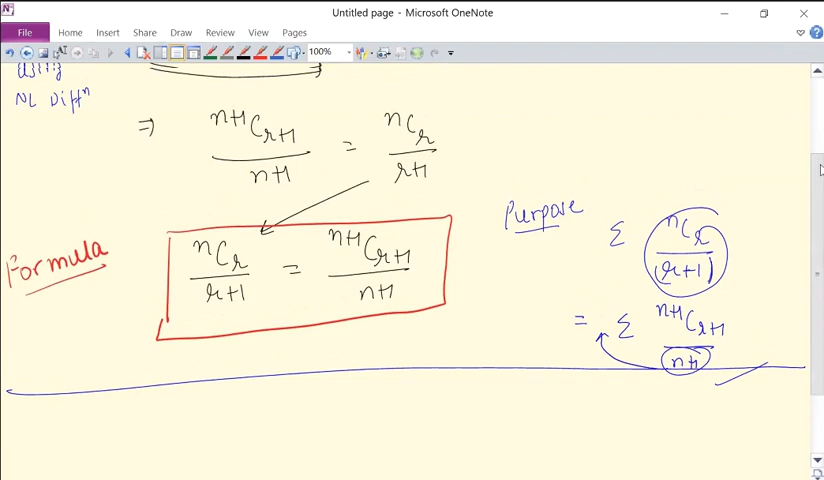 Untitled page - Microsoft OneNote
File Home Insert Share Draw Review View Pages
100%
Using
NL Diffⁿ
⇒ ⁿ⁺¹Cᵣ₊₁ / n+1 = ⁿCᵣ / r+1
Purpose
Σ ⁿCᵣ / (r+1)
Formula
ⁿCᵣ / r+1 = ⁿ⁺¹Cᵣ₊₁ / n+1
= Σ ⁿ⁺¹Cᵣ₊₁ / n+1